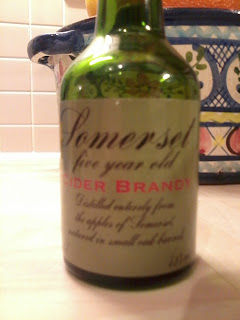 Somerset
five year old
CIDER BRANDY
Distilled entirely from
the apples of Somerset,
matured in small oak barrels